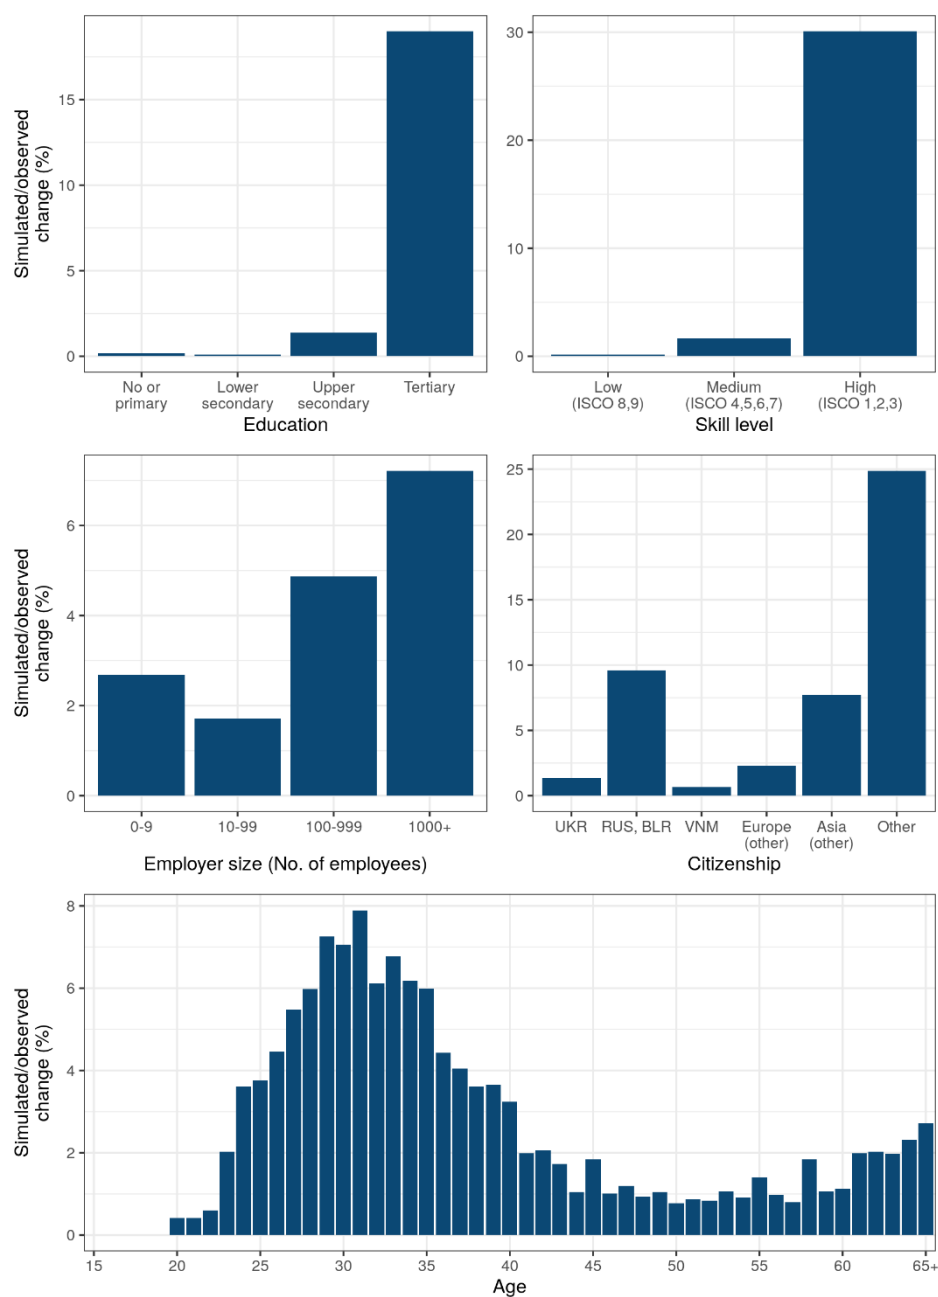 Simulated/observed
change (%)
15
10
5
0
No or
primary
Lower
secondary
Upper
secondary
Tertiary
Education
30
20
10
0
Low
(ISCO 8,9)
Medium
(ISCO 4,5,6,7)
High
(ISCO 1,2,3)
Skill level
Simulated/observed
change (%)
6
4
2
0
0-9
10-99
100-999
1000+
Employer size (No. of employees)
25
20
15
10
5
0
UKR
RUS, BLR
VNM
Europe
(other)
Asia
(other)
Other
Citizenship
Simulated/observed
change (%)
8
6
4
2
0
15
20
25
30
35
40
45
50
55
60
65+
Age